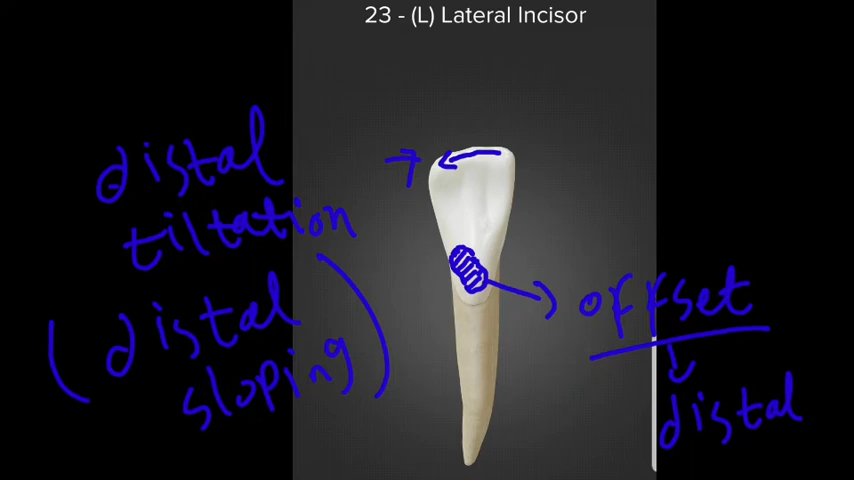 23 - (L) Lateral Incisor
distal
tiltation
(distal
sloping)
offset
distal